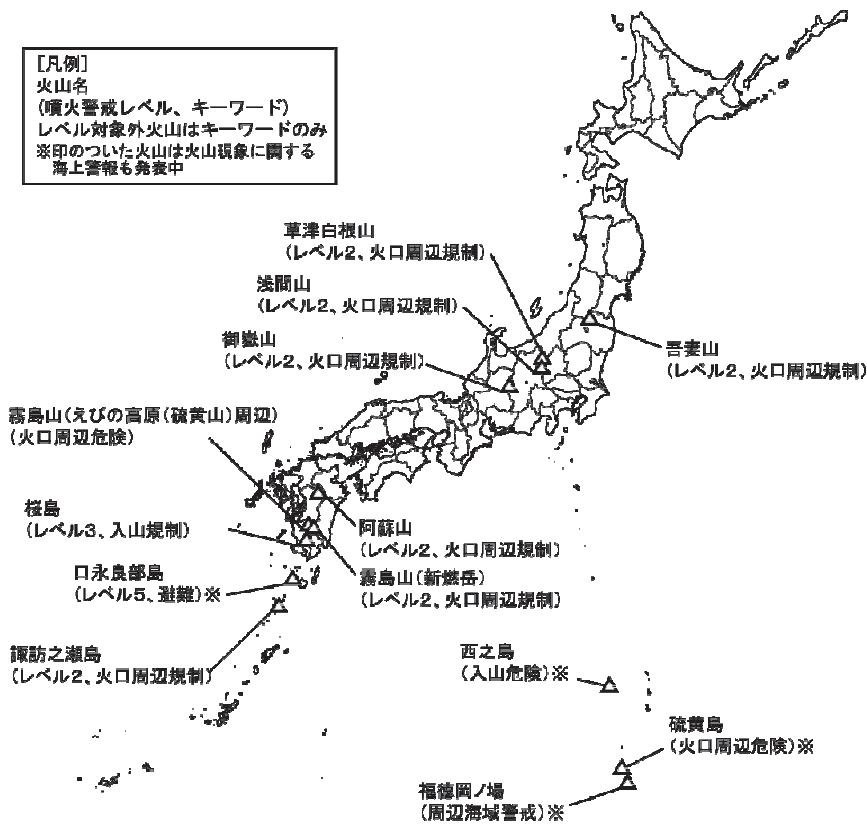 ［凡例］
火山名
（噴火警戒レベル、キーワード）
レベル対象外火山はキーワードのみ
※印のついた火山は火山現象に関する
海上警報も発表中
草津白根山
（レベル2、火口周辺規制）
浅間山
（レベル2、火口周辺規制）
御嶽山
（レベル2、火口周辺規制）
吾妻山
（レベル2、火口周辺規制）
霧島山（えびの高原（硫黄山）周辺）
（火口周辺危険）
桜島
（レベル3、入山規制）
阿蘇山
（レベル2、火口周辺規制）
口永良部島
（レベル5、避難）※
霧島山（新燃岳）
（レベル2、火口周辺規制）
諏訪之瀬島
（レベル2、火口周辺規制）
西之島
（入山危険）※
硫黄島
（火口周辺危険）※
福徳岡ノ場
（周辺海域警戒）※